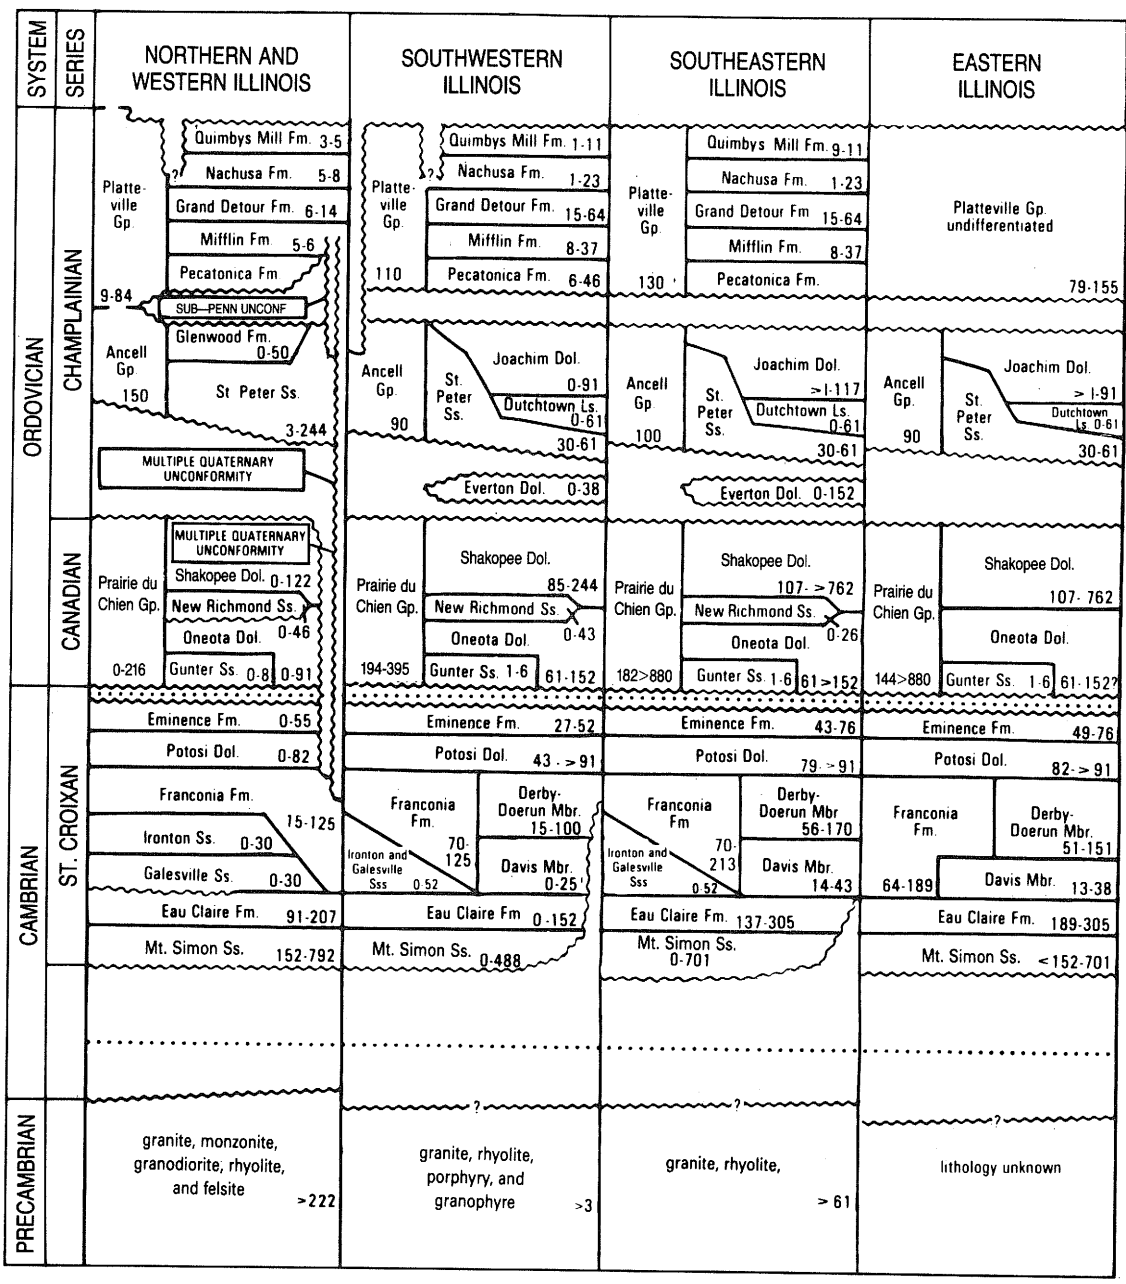 SYSTEM
SERIES
NORTHERN AND
WESTERN ILLINOIS
SOUTHWESTERN
ILLINOIS
SOUTHEASTERN
ILLINOIS
EASTERN
ILLINOIS
ORDOVICIAN
CHAMPLAINIAN
CANADIAN
CAMBRIAN
ST. CROIXAN
PRECAMBRIAN
Platte-
ville
Gp.
9-84
?
Quimbys Mill Fm. 3-5
Nachusa Fm. 5-8
Grand Detour Fm. 6-14
Mifflin Fm. 5-6
Pecatonica Fm
SUB—PENN UNCONF
Ancell
Gp.
150
Glenwood Fm.
0-50
St Peter Ss.
3-244
MULTIPLE QUATERNARY
UNCONFORMITY
MULTIPLE QUATERNARY
UNCONFORMITY
Prairie du
Chien Gp.
0-216
Shakopee Dol. 0-122
New Richmond Ss.
0-46
Oneota Dol.
Gunter Ss. 0-8
0-91
Eminence Fm. 0-55
Potosi Dol. 0-82
Franconia Fm.
15-125
Ironton Ss. 0-30
Galesville Ss. 0-30
Eau Claire Fm. 91-207
Mt. Simon Ss. 152-792
granite, monzonite,
granodiorite, rhyolite,
and felsite
>222
Platte-
ville
Gp.
110
?
Quimbys Mill Fm. 1-11
Nachusa Fm.
1-23
Grand Detour Fm.
15-64
Mifflin Fm.
8-37
Pecatonica Fm. 6-46
Ancell
Gp.
90
St.
Peter
Ss.
Joachim Dol.
0-91
Dutchtown Ls.
0-61
30-61
Everton Dol. 0-38
Prairie du
Chien Gp.
194-395
Shakopee Dol.
85-244
New Richmond Ss.
0-43
Oneota Dol.
Gunter Ss. 1-6
61-152
Eminence Fm. 27-52
Potosi Dol. 43->91
Franconia
Fm.
70-
125
Derby-
Doerun Mbr.
15-100
Ironton and
Galesville
Sss 0-52
Davis Mbr.
0-25
Eau Claire Fm 0-152
Mt. Simon Ss. 0-488
?
granite, rhyolite,
porphyry, and
granophyre
>3
Platte-
ville
Gp.
130
Quimbys Mill Fm. 9-11
Nachusa Fm.
1-23
Grand Detour Fm 15-64
Mifflin Fm.
8-37
Pecatonica Fm.
Ancell
Gp.
100
St.
Peter
Ss.
Joachim Dol.
>I-117
Dutchtown Ls.
0-61
30-61
Everton Dol. 0-152
Prairie du
Chien Gp.
182>880
Shakopee Dol.
107->762
New Richmond Ss.
0-26
Oneota Dol.
Gunter Ss. 1-6
61>152
Eminence Fm. 43-76
Potosi Dol. 79->91
Franconia
Fm
70-
213
Derby-
Doerun Mbr
56-170
Ironton and
Galesville
Sss 0-52
Davis Mbr.
14-43
Eau Claire Fm. 137-305
Mt. Simon Ss.
0-701
?
granite, rhyolite,
>61
Platteville Gp.
undifferentiated
79-155
Ancell
Gp.
90
St.
Peter
Ss.
Joachim Dol.
>I-91
Dutchtown
Ls. 0-61
30-61
Prairie du
Chien Gp.
144>880
Shakopee Dol.
107-762
Oneota Dol.
Gunter Ss. 1-6
61-152?
Eminence Fm. 49-76
Potosi Dol. 82->91
Franconia
Fm.
64-189
Derby-
Doerun Mbr.
51-151
Davis Mbr. 13-38
Eau Claire Fm. 189-305
Mt. Simon Ss. <152-701
?
lithology unknown